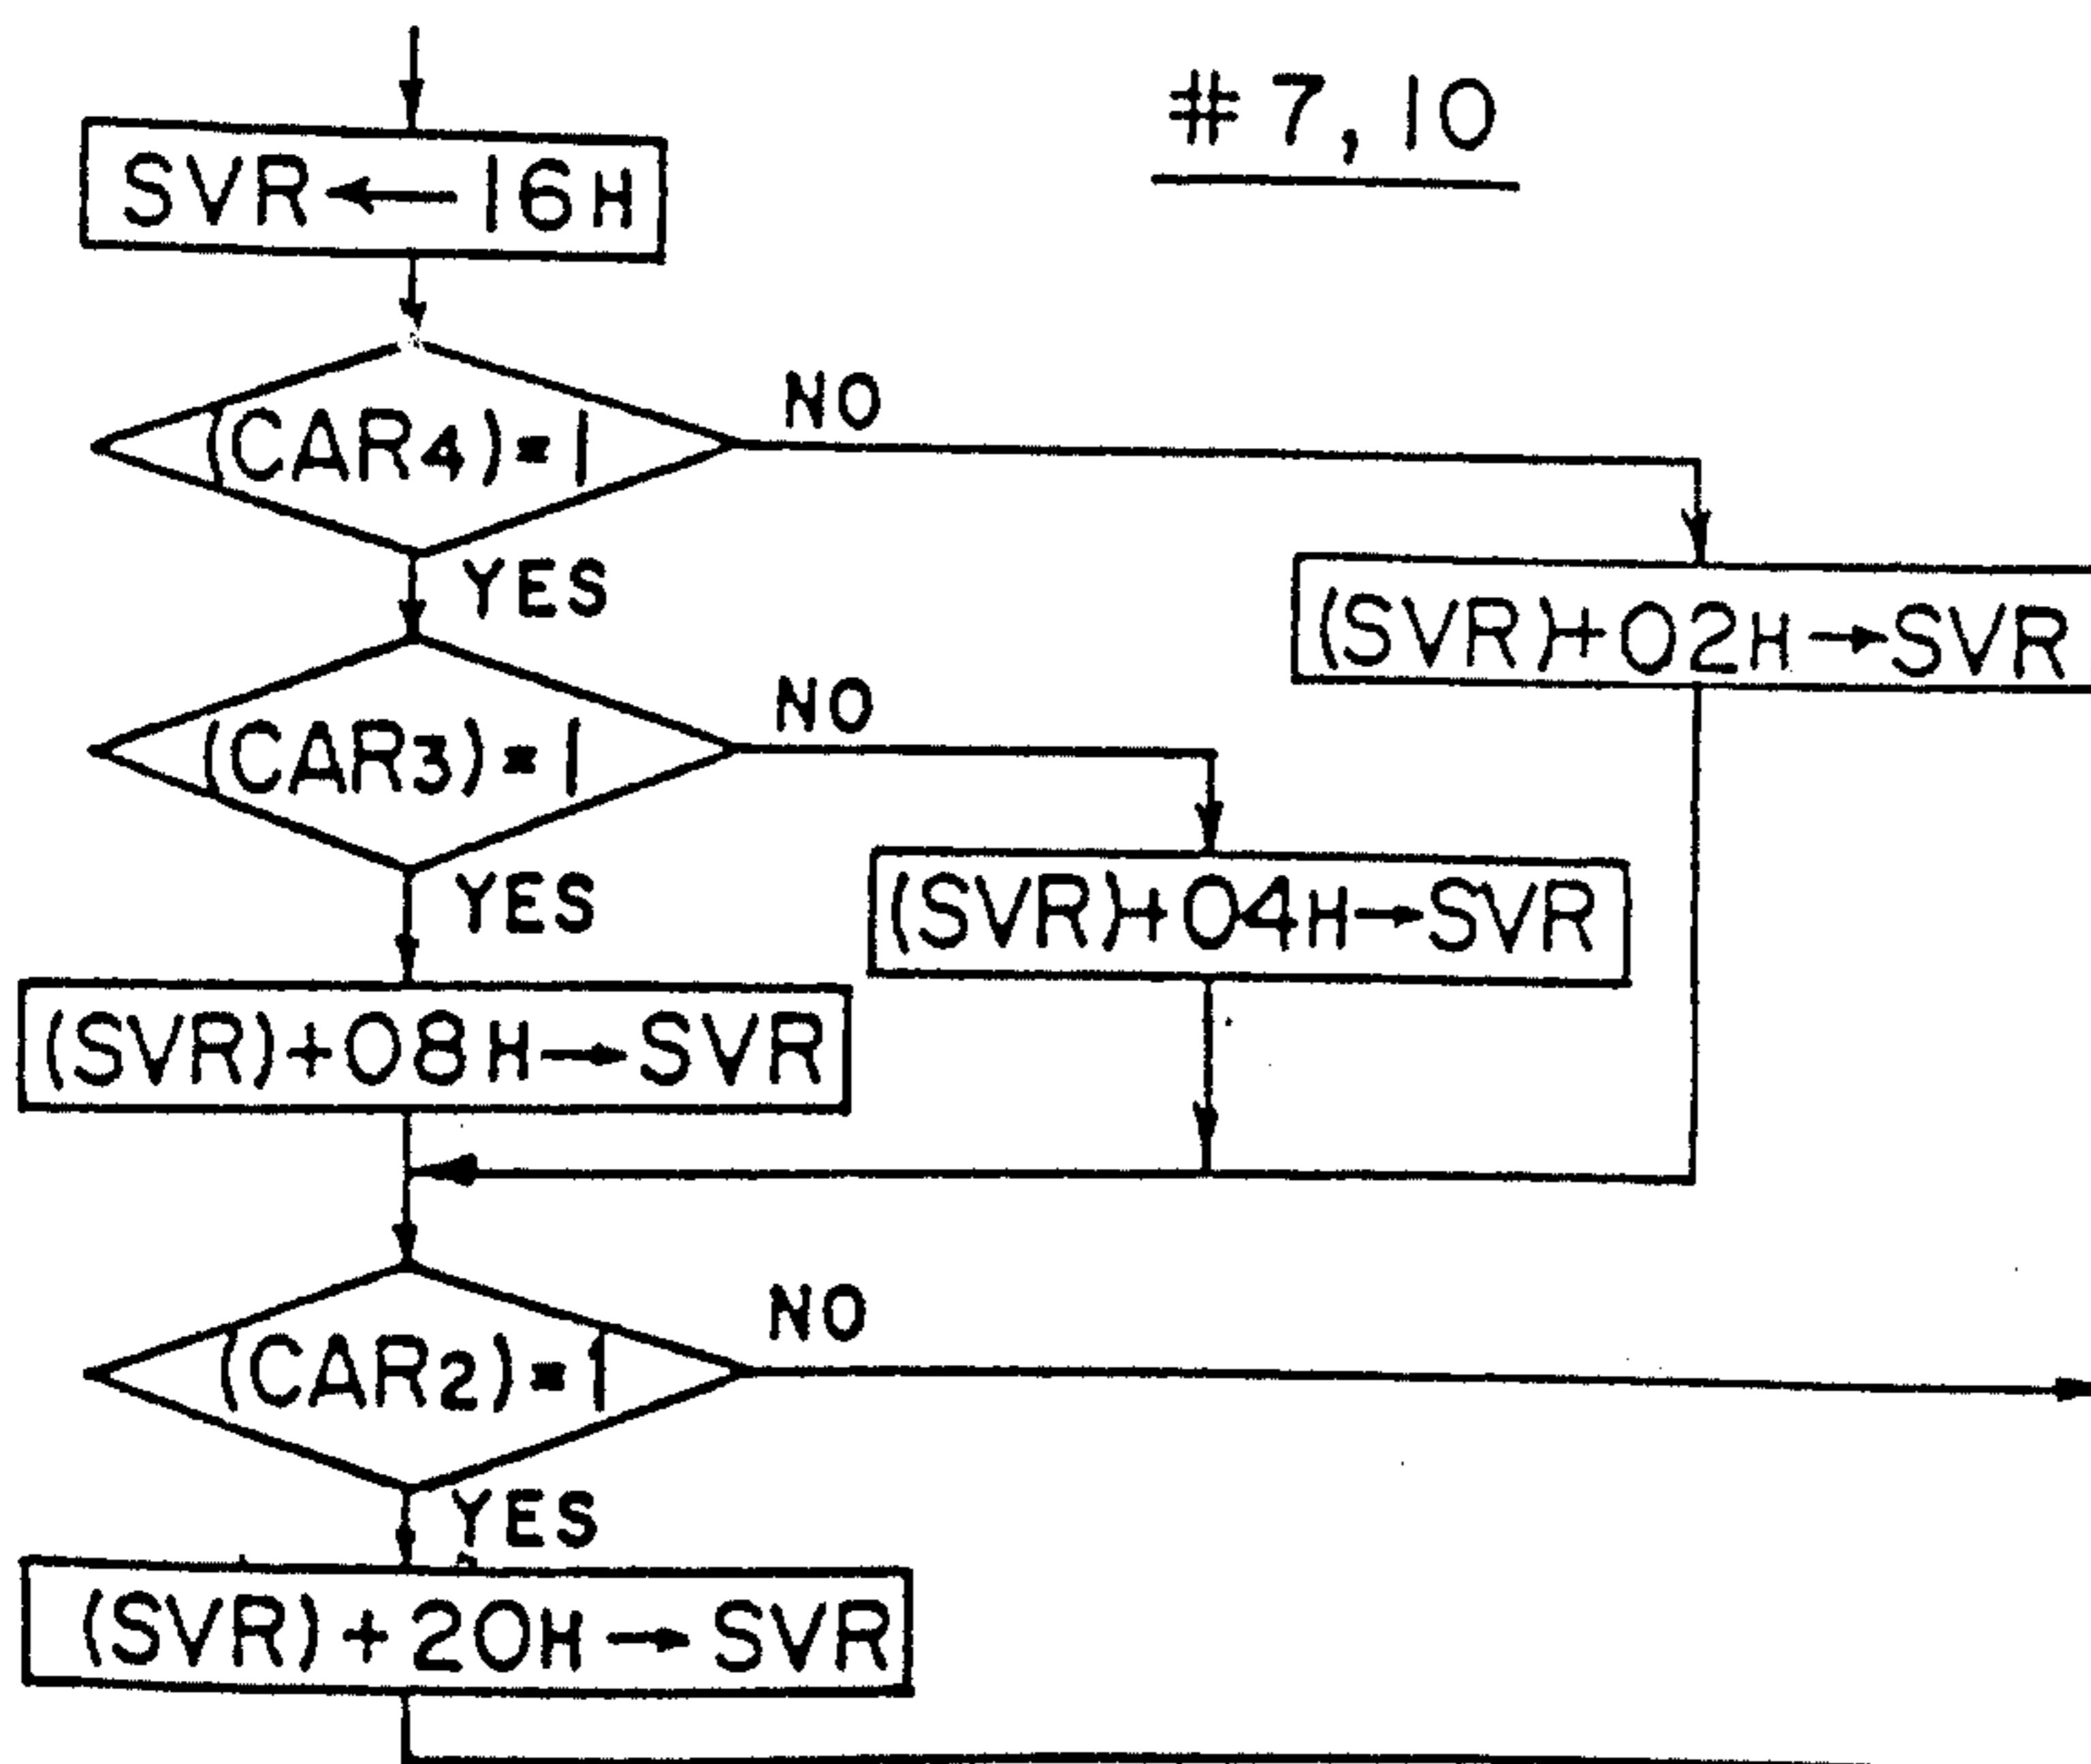 # 7, 10
SVR ← 16H
(CAR4) = 1
NO
YES
(SVR)+02H→SVR
(CAR3) = 1
NO
YES
(SVR)+04H→SVR
(SVR)+08H→SVR
(CAR2) = 1
NO
YES
(SVR)+20H→SVR